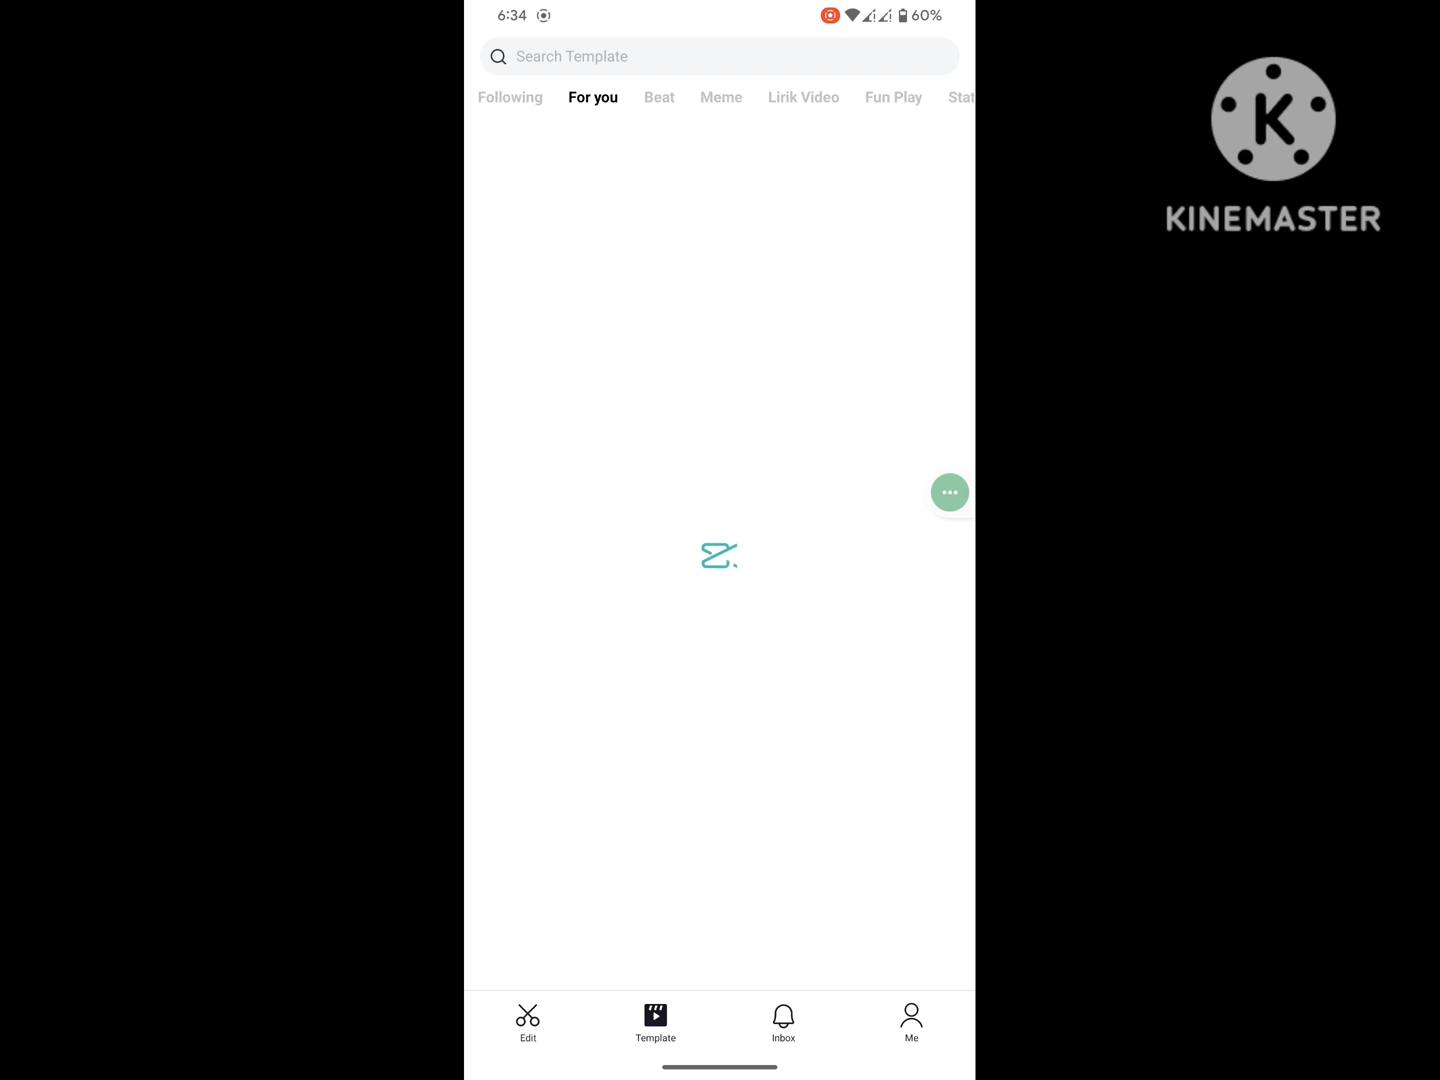 6:34
60%
Search Template
Following For you Beat Meme Lirik Video Fun Play Stat
K
KINEMASTER
Edit Template Inbox Me